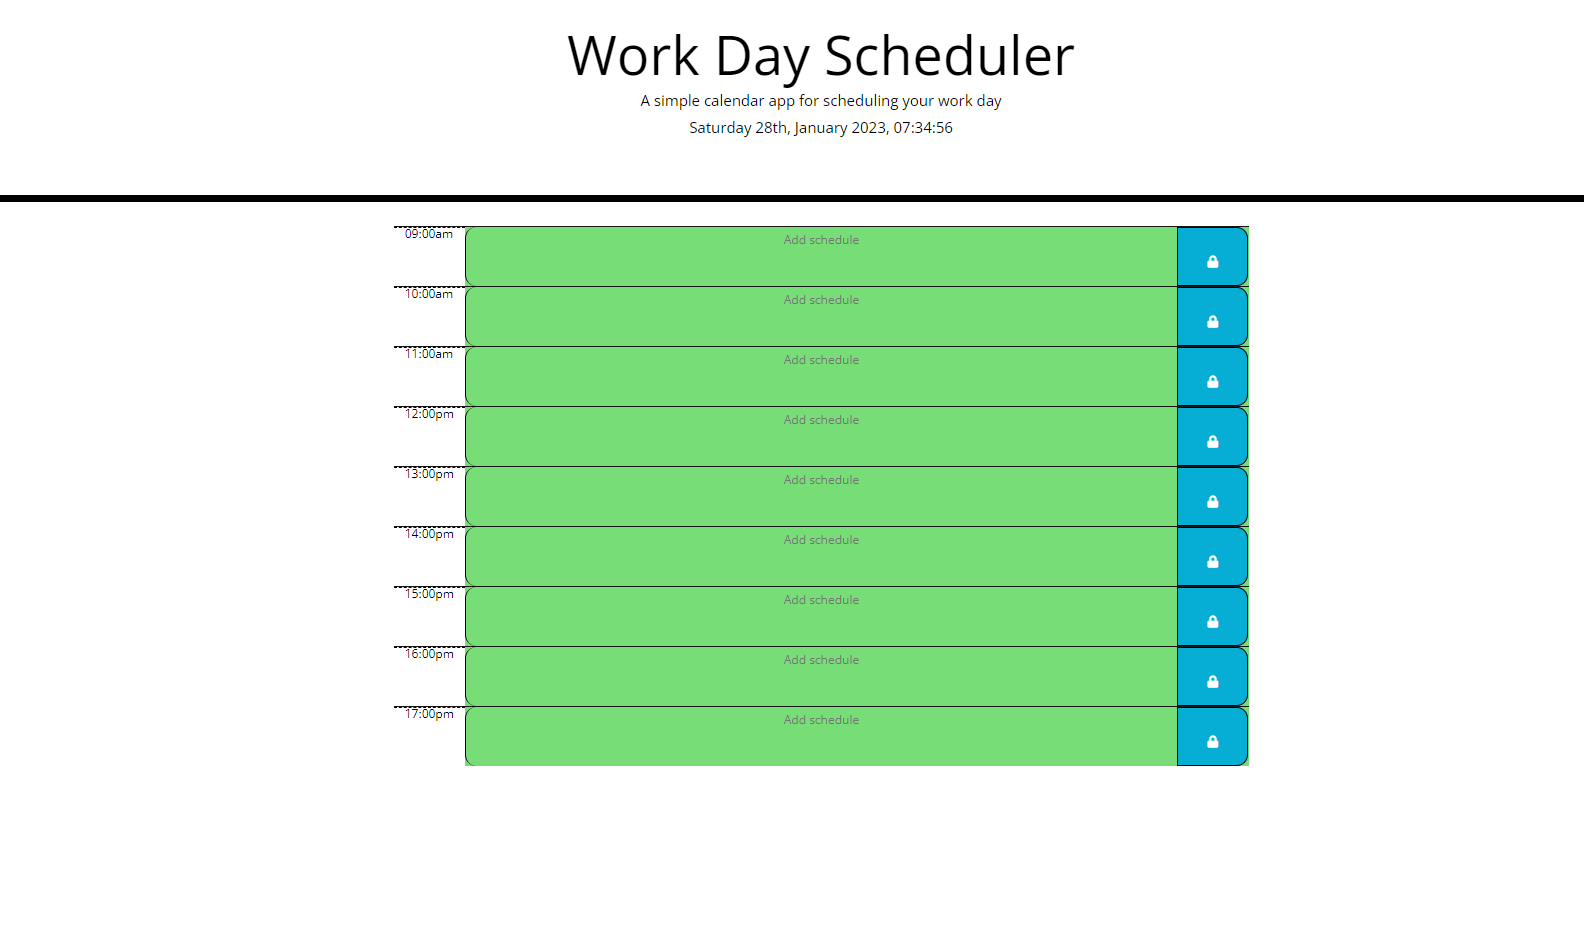 Work Day Scheduler
A simple calendar app for scheduling your work day
Saturday 28th, January 2023, 07:34:56
09:00am Add schedule
10:00am Add schedule
11:00am Add schedule
12:00pm Add schedule
13:00pm Add schedule
14:00pm Add schedule
15:00pm Add schedule
16:00pm Add schedule
17:00pm Add schedule